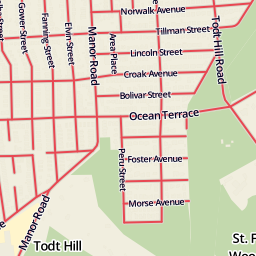 Norwalk Avenue
Tillman Street
Gower Street
Fanning Street
Elvin Street
Manor Road
Area Place
Todt Hill Road
Lincoln Street
Croak Avenue
Bolivar Street
Ocean Terrace
Peru Street
Foster Avenue
Morse Avenue
Manor Road
Todt Hill
St. F
Woo